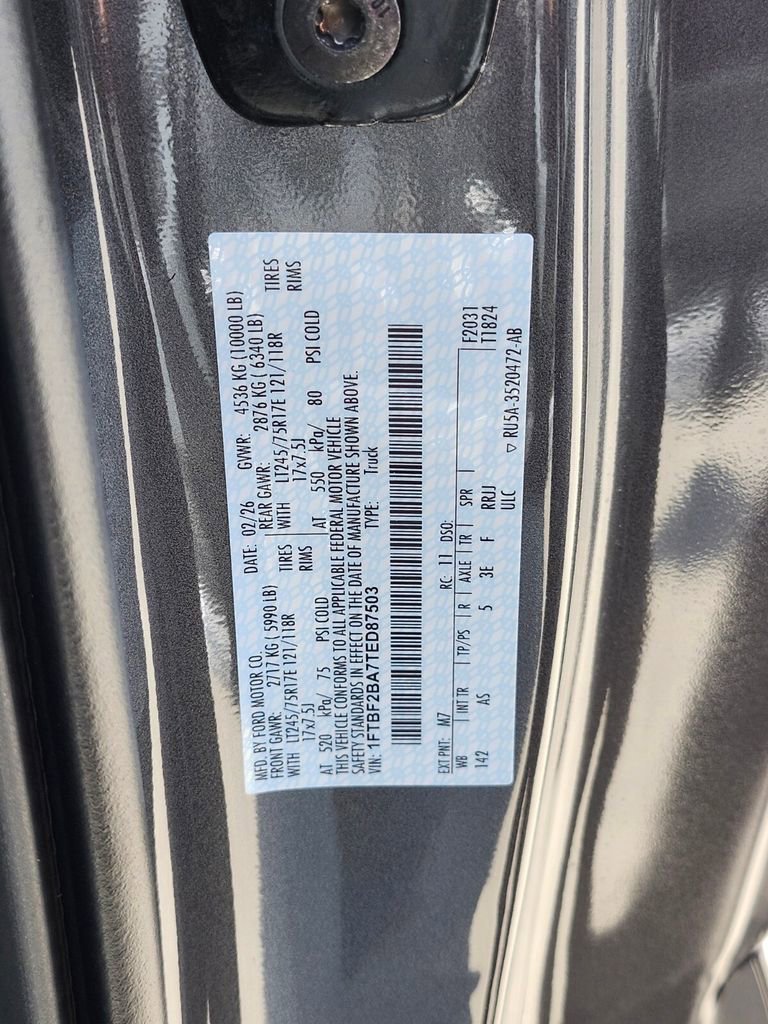 10
MFD. BY FORD MOTOR CO. DATE: 02/26 GVWR: 4536 KG (10000 LB)
FRONT GAWR: 2717 KG ( 5990 LB) REAR GAWR: 2876 KG ( 6340 LB)
WITH LT245/75R17E 121/118R TIRES WITH LT245/75R17E 121/118R TIRES
17x7.5J RIMS 17x7.5J RIMS
AT 520 kPa/ 75 PSI COLD AT 550 kPa/ 80 PSI COLD
THIS VEHICLE CONFORMS TO ALL APPLICABLE FEDERAL MOTOR VEHICLE
SAFETY STANDARDS IN EFFECT ON THE DATE OF MANUFACTURE SHOWN ABOVE.
VIN: 1FTBF2BA7TED87503 TYPE: Truck
EXT PNT: M7 RC: 11 DSO:
WB | INT TR | TP/PS | R | AXLE | TR | SPR | F2031
142 AS 5 3E F RRJJ T1824
ULC ▽ RU5A-3520472-AB